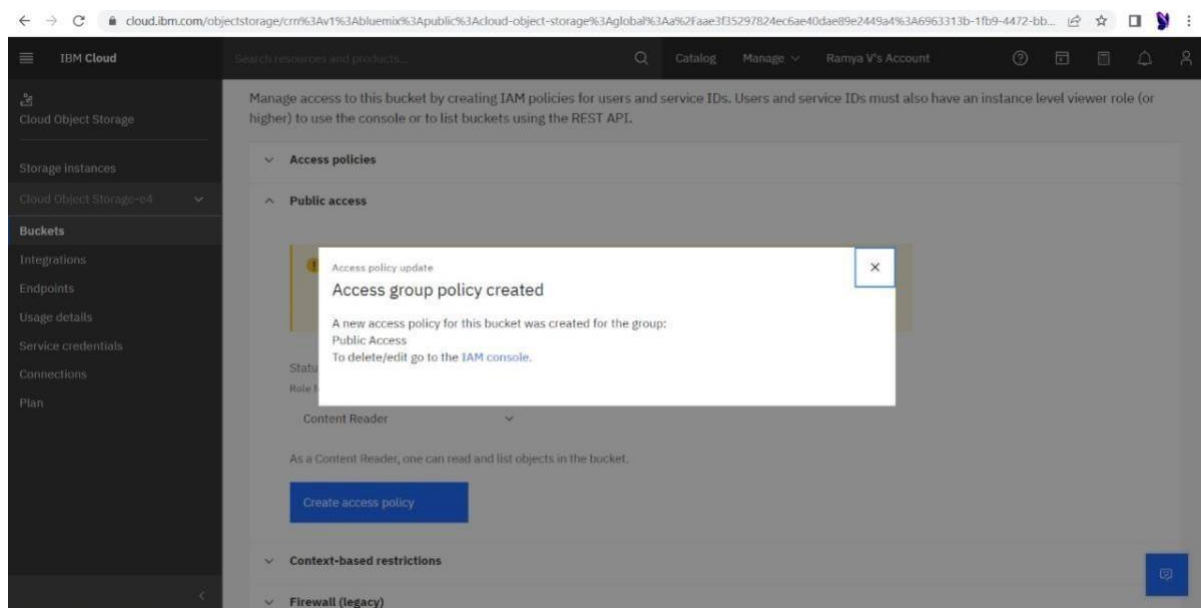 cloud.ibm.com/objectstorage/crn%3Av1%3Abluemix%3Apublic%3Acloud-object-storage%3Aglobal%3Aa%2Faae3f35297824ec6ae40dae89e2449a4%3A6963313b-1fb9-4472-bb...
IBM Cloud
Search resources and products...
Catalog
Manage
Ramya V's Account
Cloud Object Storage
Storage instances
Cloud Object Storage-e4
Buckets
Integrations
Endpoints
Usage details
Service credentials
Connections
Plan
Manage access to this bucket by creating IAM policies for users and service IDs. Users and service IDs must also have an instance level viewer role (or
higher) to use the console or to list buckets using the REST API.
Access policies
Public access
Access policy update
Access group policy created
A new access policy for this bucket was created for the group:
Public Access
To delete/edit go to the IAM console.
Statu
Role f
Content Reader
As a Content Reader, one can read and list objects in the bucket.
Create access policy
Context-based restrictions
Firewall (legacy)